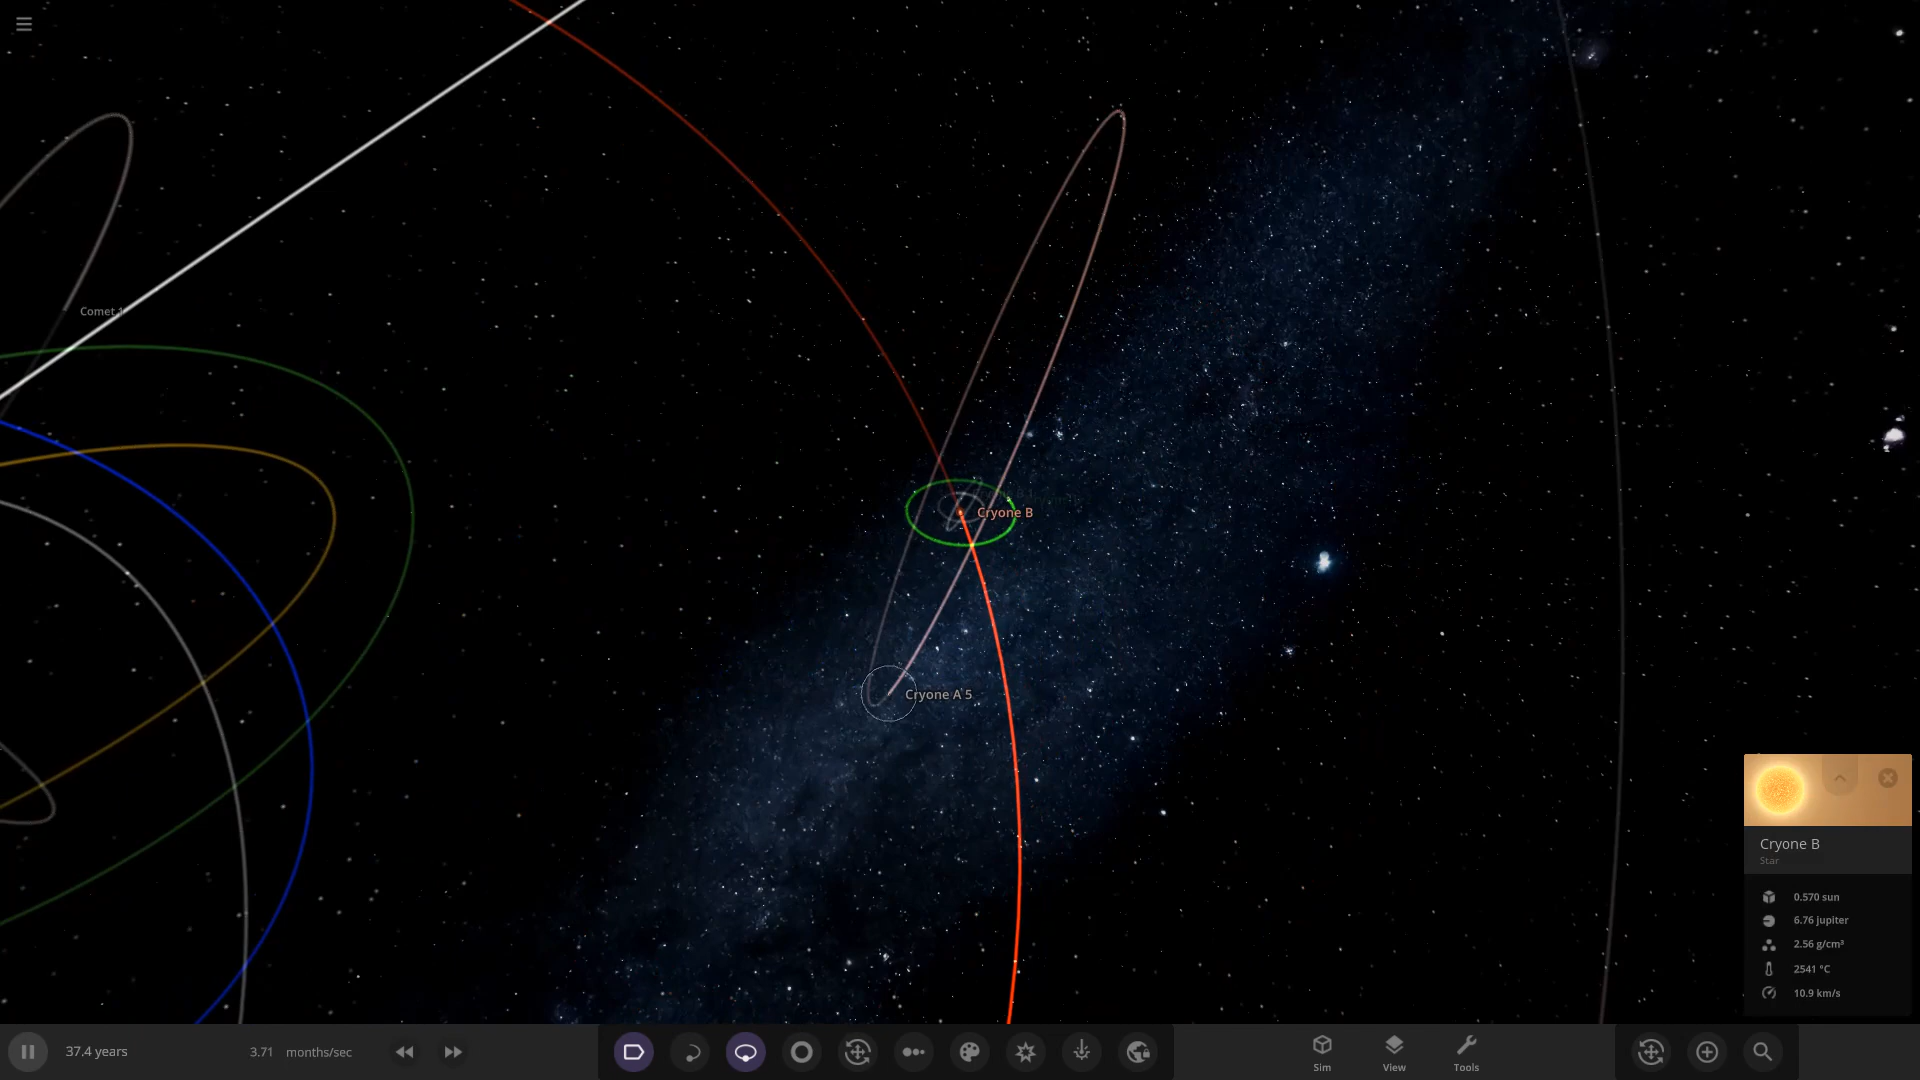 Comet 1
Cryone B
Cryone A 5
Cryone B
Star
0.570 sun
6.76 jupiter
2.56 g/cm³
2541 °C
10.9 km/s
37.4 years
3.71 months/sec
Sim
View
Tools